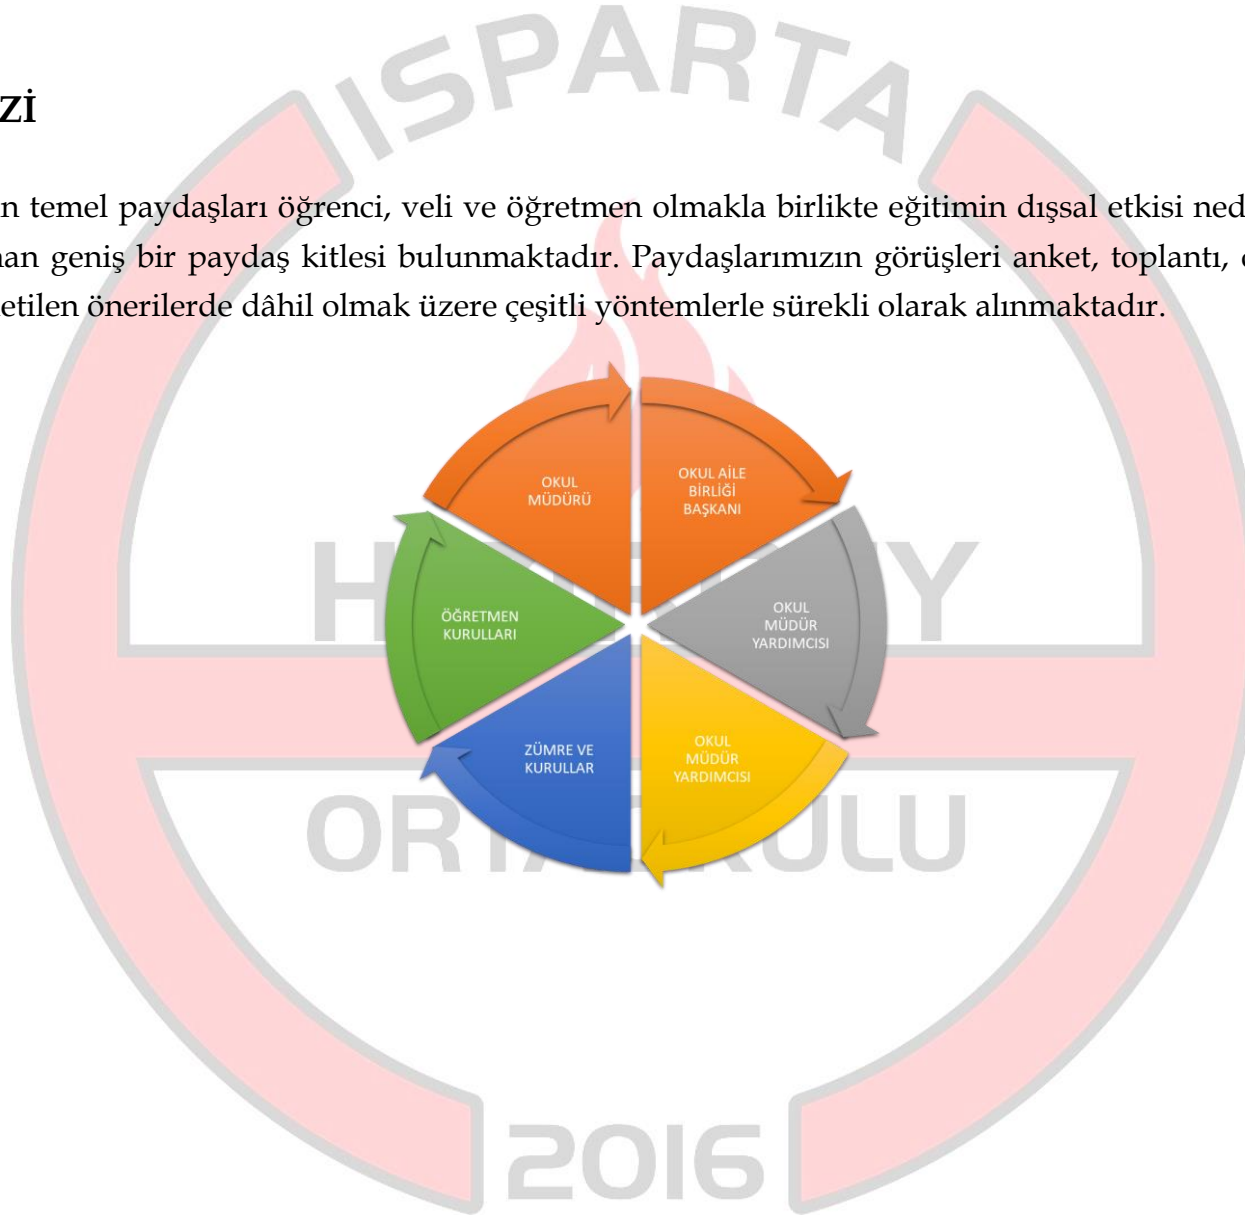 ISPARTA
Zİ
n temel paydaşları öğrenci, veli ve öğretmen olmakla birlikte eğitimin dışsal etkisi ned
an geniş bir paydaş kitlesi bulunmaktadır. Paydaşlarımızın görüşleri anket, toplantı,
etilen önerilerde dâhil olmak üzere çeşitli yöntemlerle sürekli olarak alınmaktadır.
OKUL
MÜDÜRÜ
OKUL AİLE
BİRLİĞİ
BAŞKANI
ÖĞRETMEN
KURULLARI
OKUL
MÜDÜR
YARDIMCISI
ZÜMRE VE
KURULLAR
OKUL
MÜDÜR
YARDIMCISI
2016